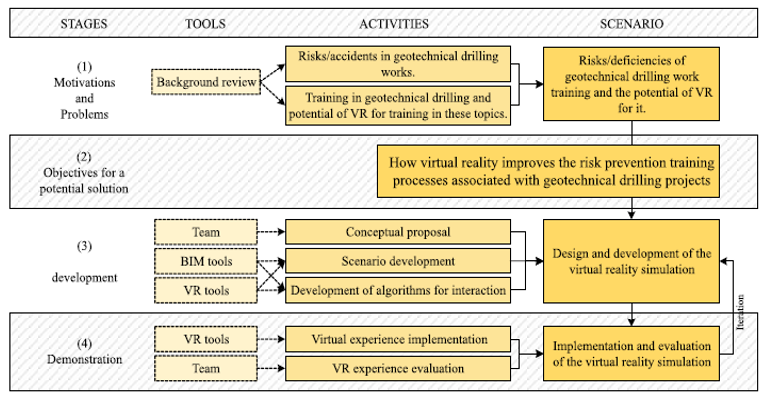 STAGES TOOLS ACTIVITIES SCENARIO
(1)
Motivations
and
Problems
Background review
Risks/accidents in geotechnical drilling
works.
Training in geotechnical drilling and
potential of VR for training in these topics.
Risks/deficiencies of
geotechnical drilling work
training and the potential of VR
for it.
(2)
Objectives for a
potential solution
How virtual reality improves the risk prevention training
processes associated with geotechnical drilling projects
(3)
development
Team
BIM tools
VR tools
Conceptual proposal
Scenario development
Development of algorithms for interaction
Design and development of the
virtual reality simulation
Iteration
(4)
Demonstration
VR tools
Team
Virtual experience implementation
VR experience evaluation
Implementation and evaluation
of the virtual reality simulation